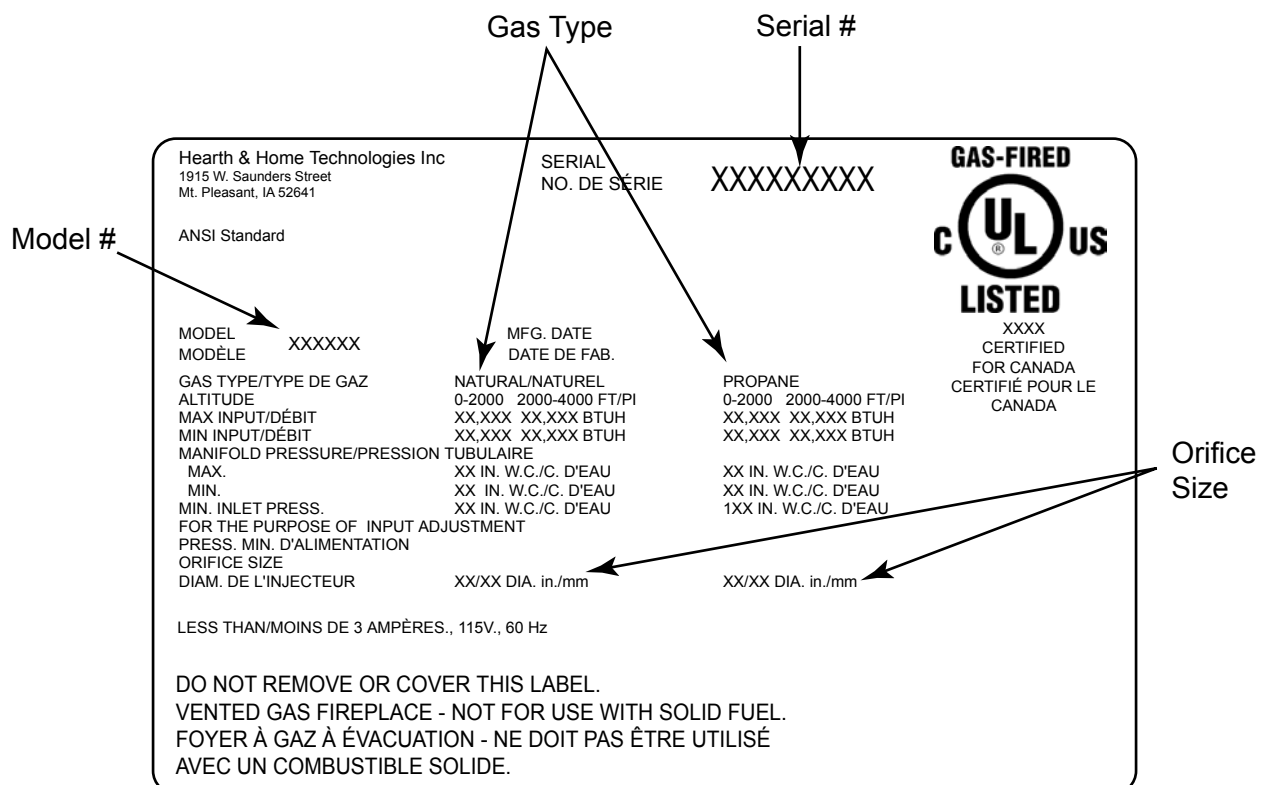 Gas Type Serial #
Hearth & Home Technologies Inc
1915 W. Saunders Street
Mt. Pleasant, IA 52641
SERIAL
NO. DE SÉRIE XXXXXXXXX
GAS-FIRED
C UL ® US
LISTED
XXXX
CERTIFIED
FOR CANADA
CERTIFIÉ POUR LE
CANADA
Model #
ANSI Standard
MODEL
MODÈLE XXXXXX
MFG. DATE
DATE DE FAB.
GAS TYPE/TYPE DE GAZ NATURAL/NATUREL PROPANE
ALTITUDE 0-2000 2000-4000 FT/PI 0-2000 2000-4000 FT/PI
MAX INPUT/DÉBIT XX,XXX XX,XXX BTUH XX,XXX XX,XXX BTUH
MIN INPUT/DÉBIT XX,XXX XX,XXX BTUH XX,XXX XX,XXX BTUH
MANIFOLD PRESSURE/PRESSION TUBULAIRE
MAX. XX IN. W.C./C. D'EAU XX IN. W.C./C. D'EAU
MIN. XX IN. W.C./C. D'EAU XX IN. W.C./C. D'EAU
MIN. INLET PRESS. XX IN. W.C./C. D'EAU 1XX IN. W.C./C. D'EAU
FOR THE PURPOSE OF INPUT ADJUSTMENT
PRESS. MIN. D'ALIMENTATION
ORIFICE SIZE
DIAM. DE L'INJECTEUR XX/XX DIA. in./mm XX/XX DIA. in./mm
Orifice
Size
LESS THAN/MOINS DE 3 AMPÈRES., 115V., 60 Hz
DO NOT REMOVE OR COVER THIS LABEL.
VENTED GAS FIREPLACE - NOT FOR USE WITH SOLID FUEL.
FOYER À GAZ À ÉVACUATION - NE DOIT PAS ÊTRE UTILISÉ
AVEC UN COMBUSTIBLE SOLIDE.